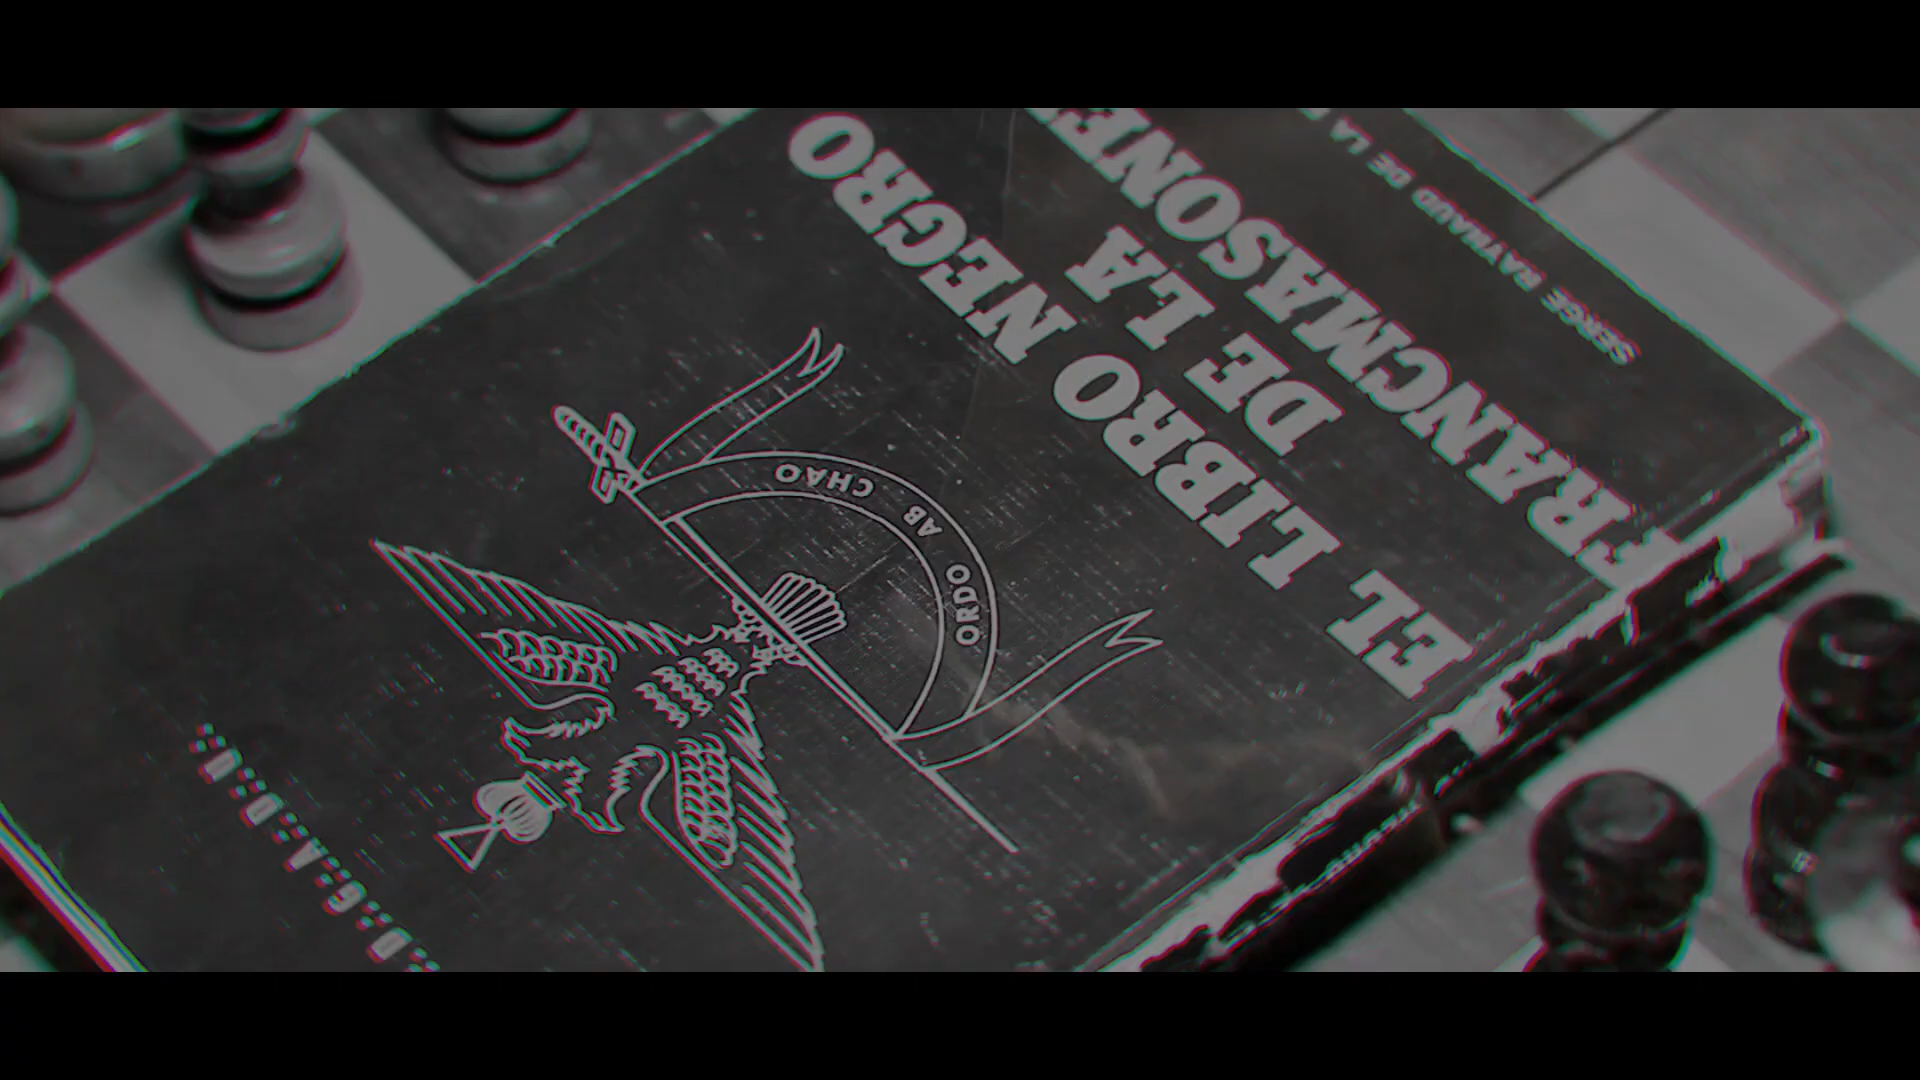 SERGE RAYNAUD DE LA
EL LIBRO NEGRO
DE LA
FRANCMASONE
ORDO AB CHAO
D∴G∴A∴D∴U∴